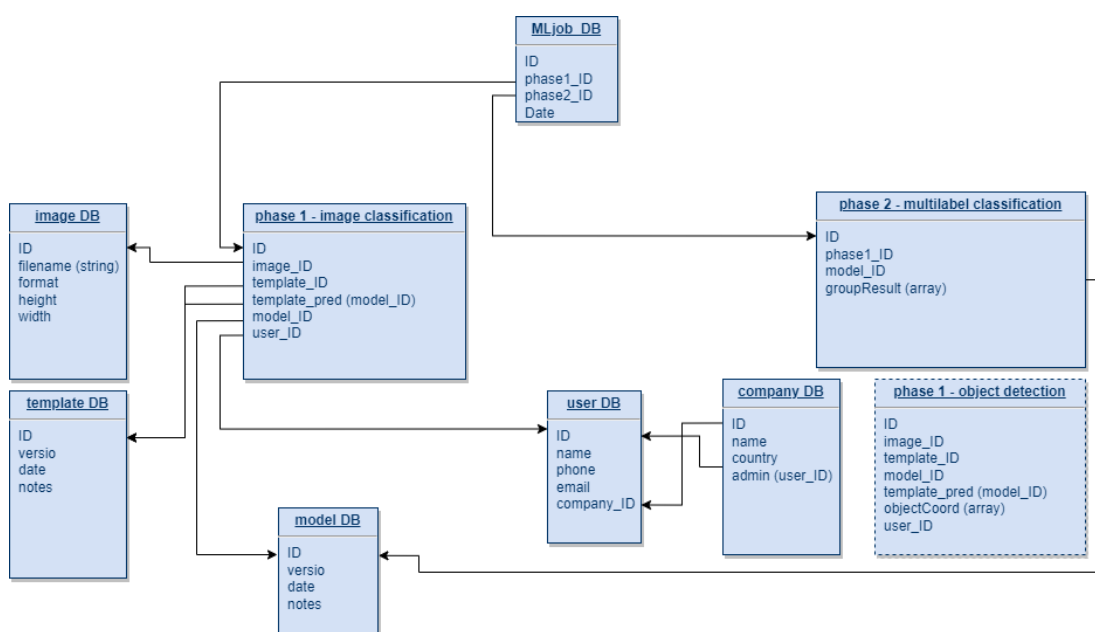 MLjob_DB
ID
phase1_ID
phase2_ID
Date
image DB
ID
filename (string)
format
height
width
phase 1 - image classification
ID
image_ID
template_ID
template_pred (model_ID)
model_ID
user_ID
phase 2 - multilabel classification
ID
phase1_ID
model_ID
groupResult (array)
template DB
ID
versio
date
notes
user DB
ID
name
phone
email
company_ID
company DB
ID
name
country
admin (user_ID)
phase 1 - object detection
ID
image_ID
template_ID
model_ID
template_pred (model_ID)
objectCoord (array)
user_ID
model DB
ID
versio
date
notes